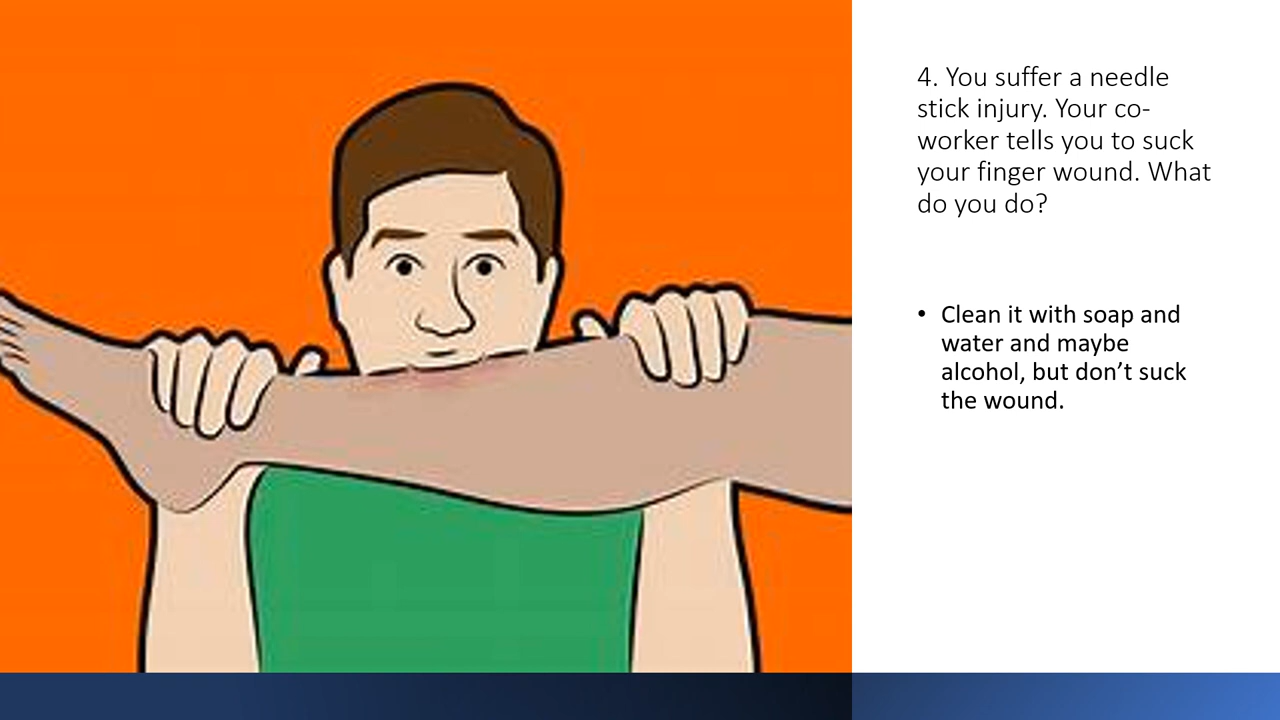 4. You suffer a needle
stick injury. Your co-
worker tells you to suck
your finger wound. What
do you do?
• Clean it with soap and
water and maybe
alcohol, but don’t suck
the wound.